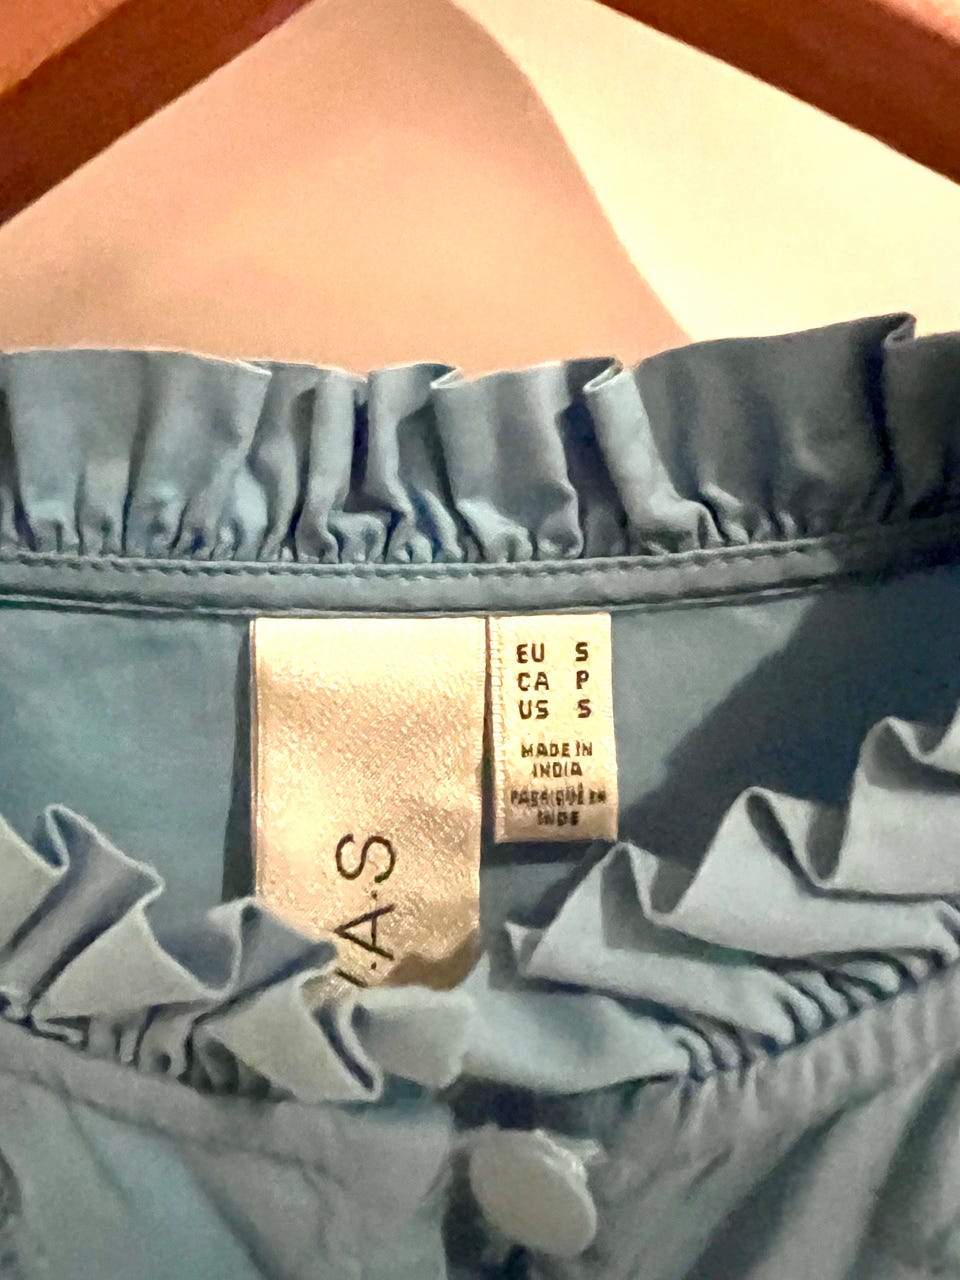 .A.S
EU S
CA P
US S
MADE IN
INDIA
FABRIQUÉ EN
INDE